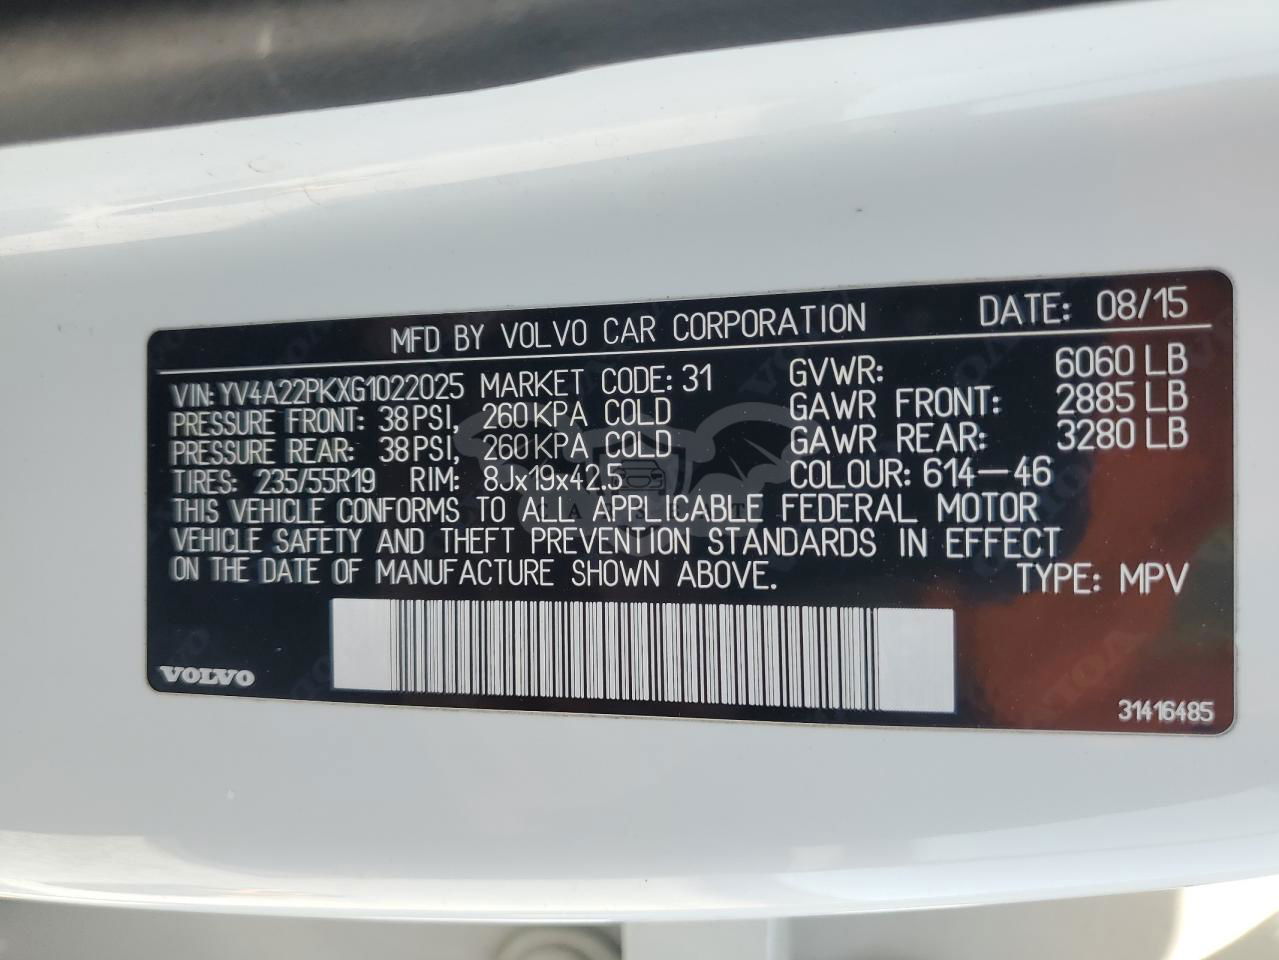 MFD BY VOLVO CAR CORPORATION DATE: 08/15
VIN: YV4A22PKXG1022025 MARKET CODE: 31 GVWR: 6060 LB
PRESSURE FRONT: 38 PSI, 260 KPA COLD GAWR FRONT: 2885 LB
PRESSURE REAR: 38 PSI, 260 KPA COLD GAWR REAR: 3280 LB
TIRES: 235/55R19 RIM: 8Jx19x42.5 COLOUR: 614-46
THIS VEHICLE CONFORMS TO ALL APPLICABLE FEDERAL MOTOR
VEHICLE SAFETY AND THEFT PREVENTION STANDARDS IN EFFECT
ON THE DATE OF MANUFACTURE SHOWN ABOVE. TYPE: MPV
VOLVO
31416485